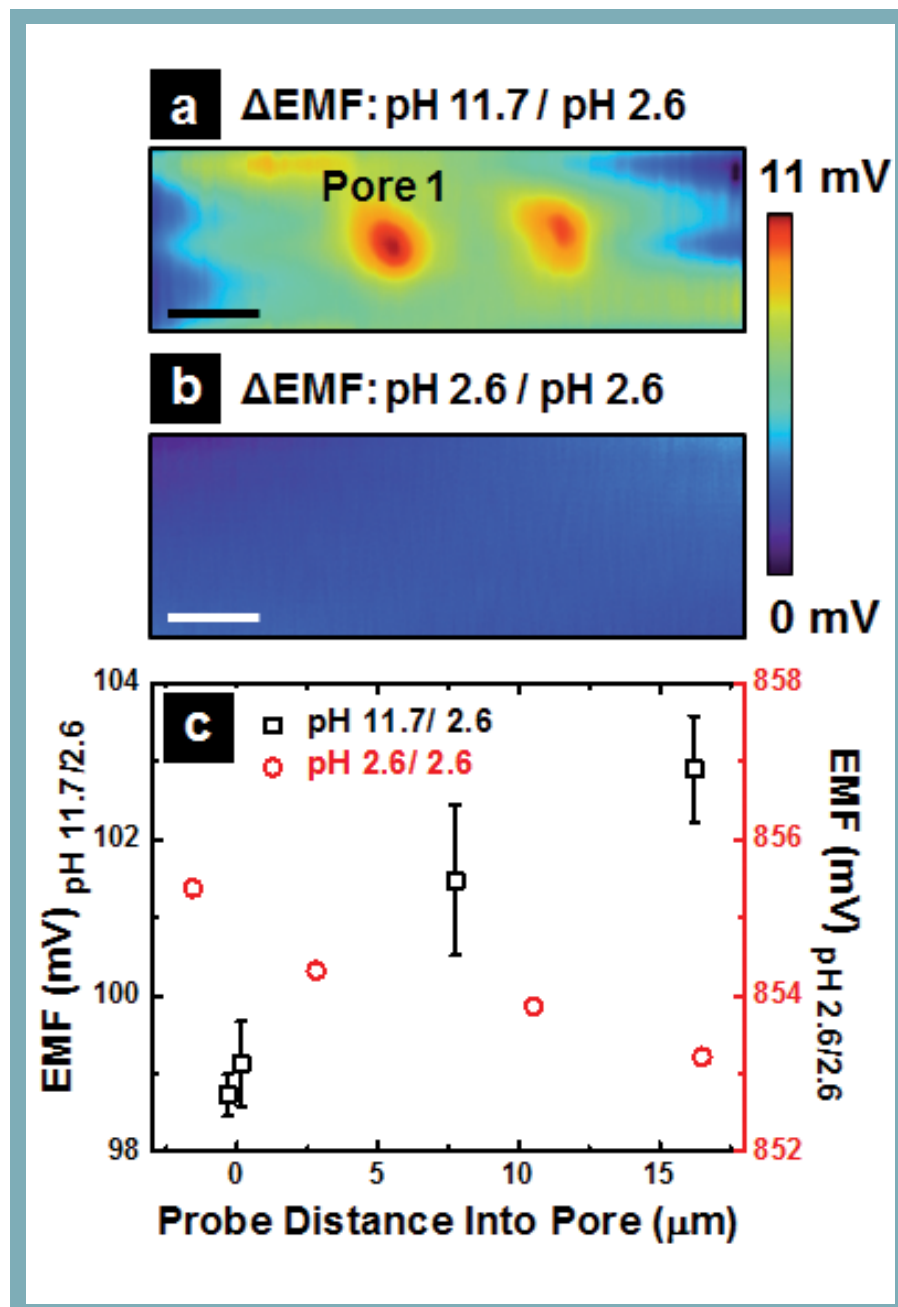 a ΔEMF: pH 11.7 / pH 2.6
Pore 1
11 mV
b ΔEMF: pH 2.6 / pH 2.6
0 mV
c
pH 11.7/ 2.6
pH 2.6/ 2.6
EMF (mV) pH 11.7/2.6
104
102
100
98
858
856
854
852
EMF (mV) pH 2.6/2.6
0 5 10 15
Probe Distance Into Pore (μm)